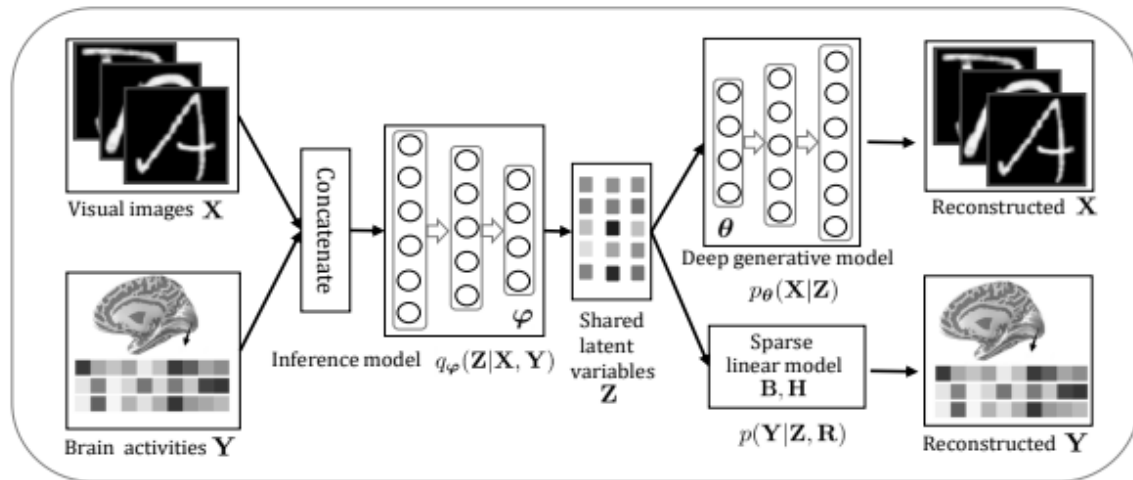 Visual images X
Brain activities Y
Concatenate
Inference model
φ
q_φ(Z|X, Y)
Shared
latent
variables
Z
θ
Deep generative model
p_θ(X|Z)
Sparse
linear model
B, H
p(Y|Z, R)
Reconstructed X
Reconstructed Y